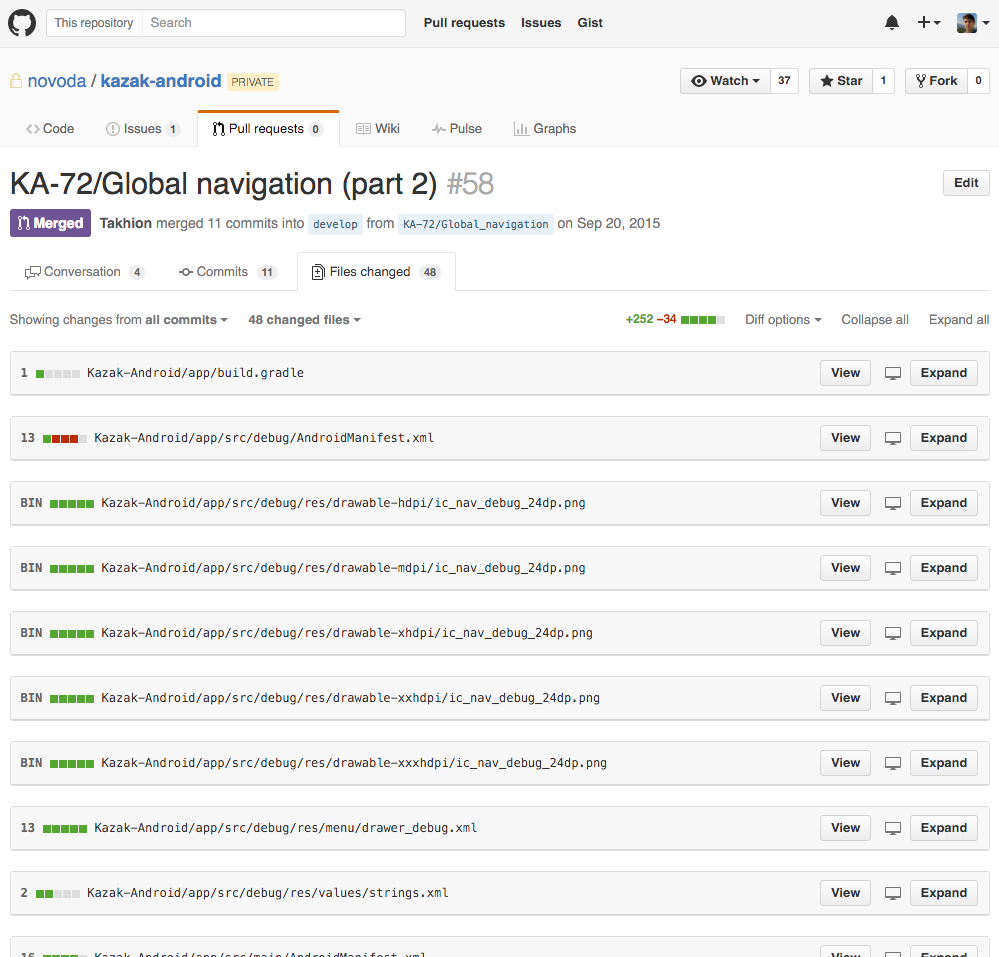 This repository Search Pull requests Issues Gist
novoda / kazak-android PRIVATE Watch 37 Star 1 Fork 0
Code Issues 1 Pull requests 0 Wiki Pulse Graphs
KA-72/Global navigation (part 2) #58 Edit
Merged Takhion merged 11 commits into develop from KA-72/Global_navigation on Sep 20, 2015
Conversation 4 Commits 11 Files changed 48
Showing changes from all commits 48 changed files +252 −34 Diff options Collapse all Expand all
1 Kazak-Android/app/build.gradle View Expand
13 Kazak-Android/app/src/debug/AndroidManifest.xml View Expand
BIN Kazak-Android/app/src/debug/res/drawable-hdpi/ic_nav_debug_24dp.png View Expand
BIN Kazak-Android/app/src/debug/res/drawable-mdpi/ic_nav_debug_24dp.png View Expand
BIN Kazak-Android/app/src/debug/res/drawable-xhdpi/ic_nav_debug_24dp.png View Expand
BIN Kazak-Android/app/src/debug/res/drawable-xxhdpi/ic_nav_debug_24dp.png View Expand
BIN Kazak-Android/app/src/debug/res/drawable-xxxhdpi/ic_nav_debug_24dp.png View Expand
13 Kazak-Android/app/src/debug/res/menu/drawer_debug.xml View Expand
2 Kazak-Android/app/src/debug/res/values/strings.xml View Expand
16 Kazak-Android/app/src/main/AndroidManifest.xml View Expand